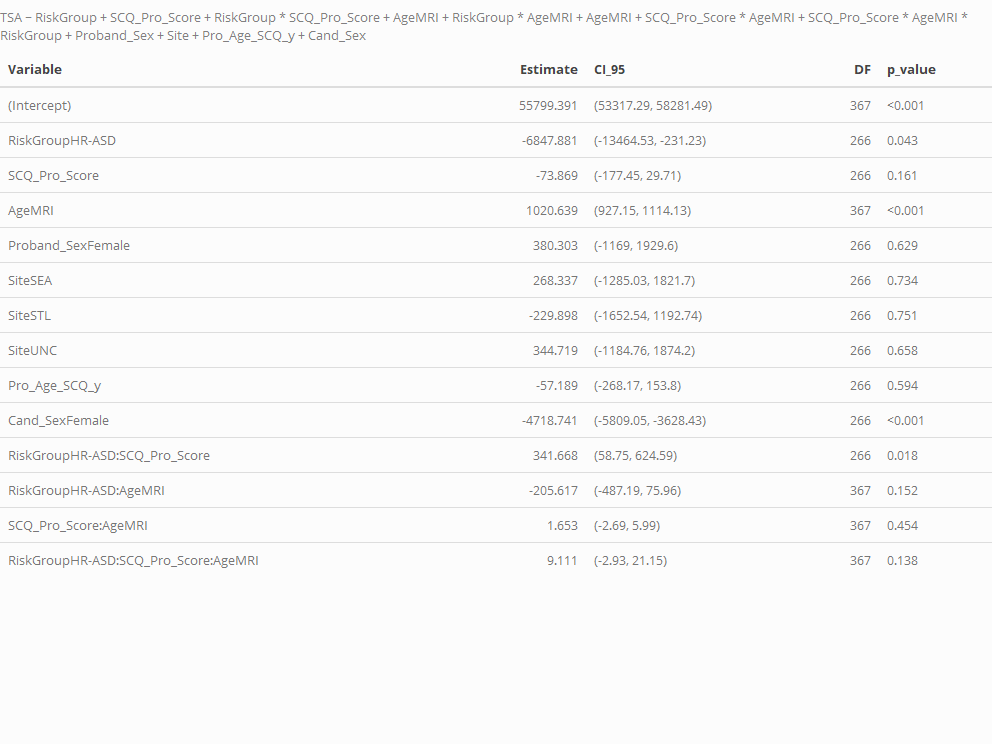 TSA ~ RiskGroup + SCQ_Pro_Score + RiskGroup * SCQ_Pro_Score + AgeMRI + RiskGroup * AgeMRI + AgeMRI + SCQ_Pro_Score * AgeMRI + SCQ_Pro_Score * AgeMRI *
RiskGroup + Proband_Sex + Site + Pro_Age_SCQ_y + Cand_Sex
Variable Estimate CI_95 DF p_value
(Intercept) 55799.391 (53317.29, 58281.49) 367 <0.001
RiskGroupHR-ASD -6847.881 (-13464.53, -231.23) 266 0.043
SCQ_Pro_Score -73.869 (-177.45, 29.71) 266 0.161
AgeMRI 1020.639 (927.15, 1114.13) 367 <0.001
Proband_SexFemale 380.303 (-1169, 1929.6) 266 0.629
SiteSEA 268.337 (-1285.03, 1821.7) 266 0.734
SiteSTL -229.898 (-1652.54, 1192.74) 266 0.751
SiteUNC 344.719 (-1184.76, 1874.2) 266 0.658
Pro_Age_SCQ_y -57.189 (-268.17, 153.8) 266 0.594
Cand_SexFemale -4718.741 (-5809.05, -3628.43) 266 <0.001
RiskGroupHR-ASD:SCQ_Pro_Score 341.668 (58.75, 624.59) 266 0.018
RiskGroupHR-ASD:AgeMRI -205.617 (-487.19, 75.96) 367 0.152
SCQ_Pro_Score:AgeMRI 1.653 (-2.69, 5.99) 367 0.454
RiskGroupHR-ASD:SCQ_Pro_Score:AgeMRI 9.111 (-2.93, 21.15) 367 0.138